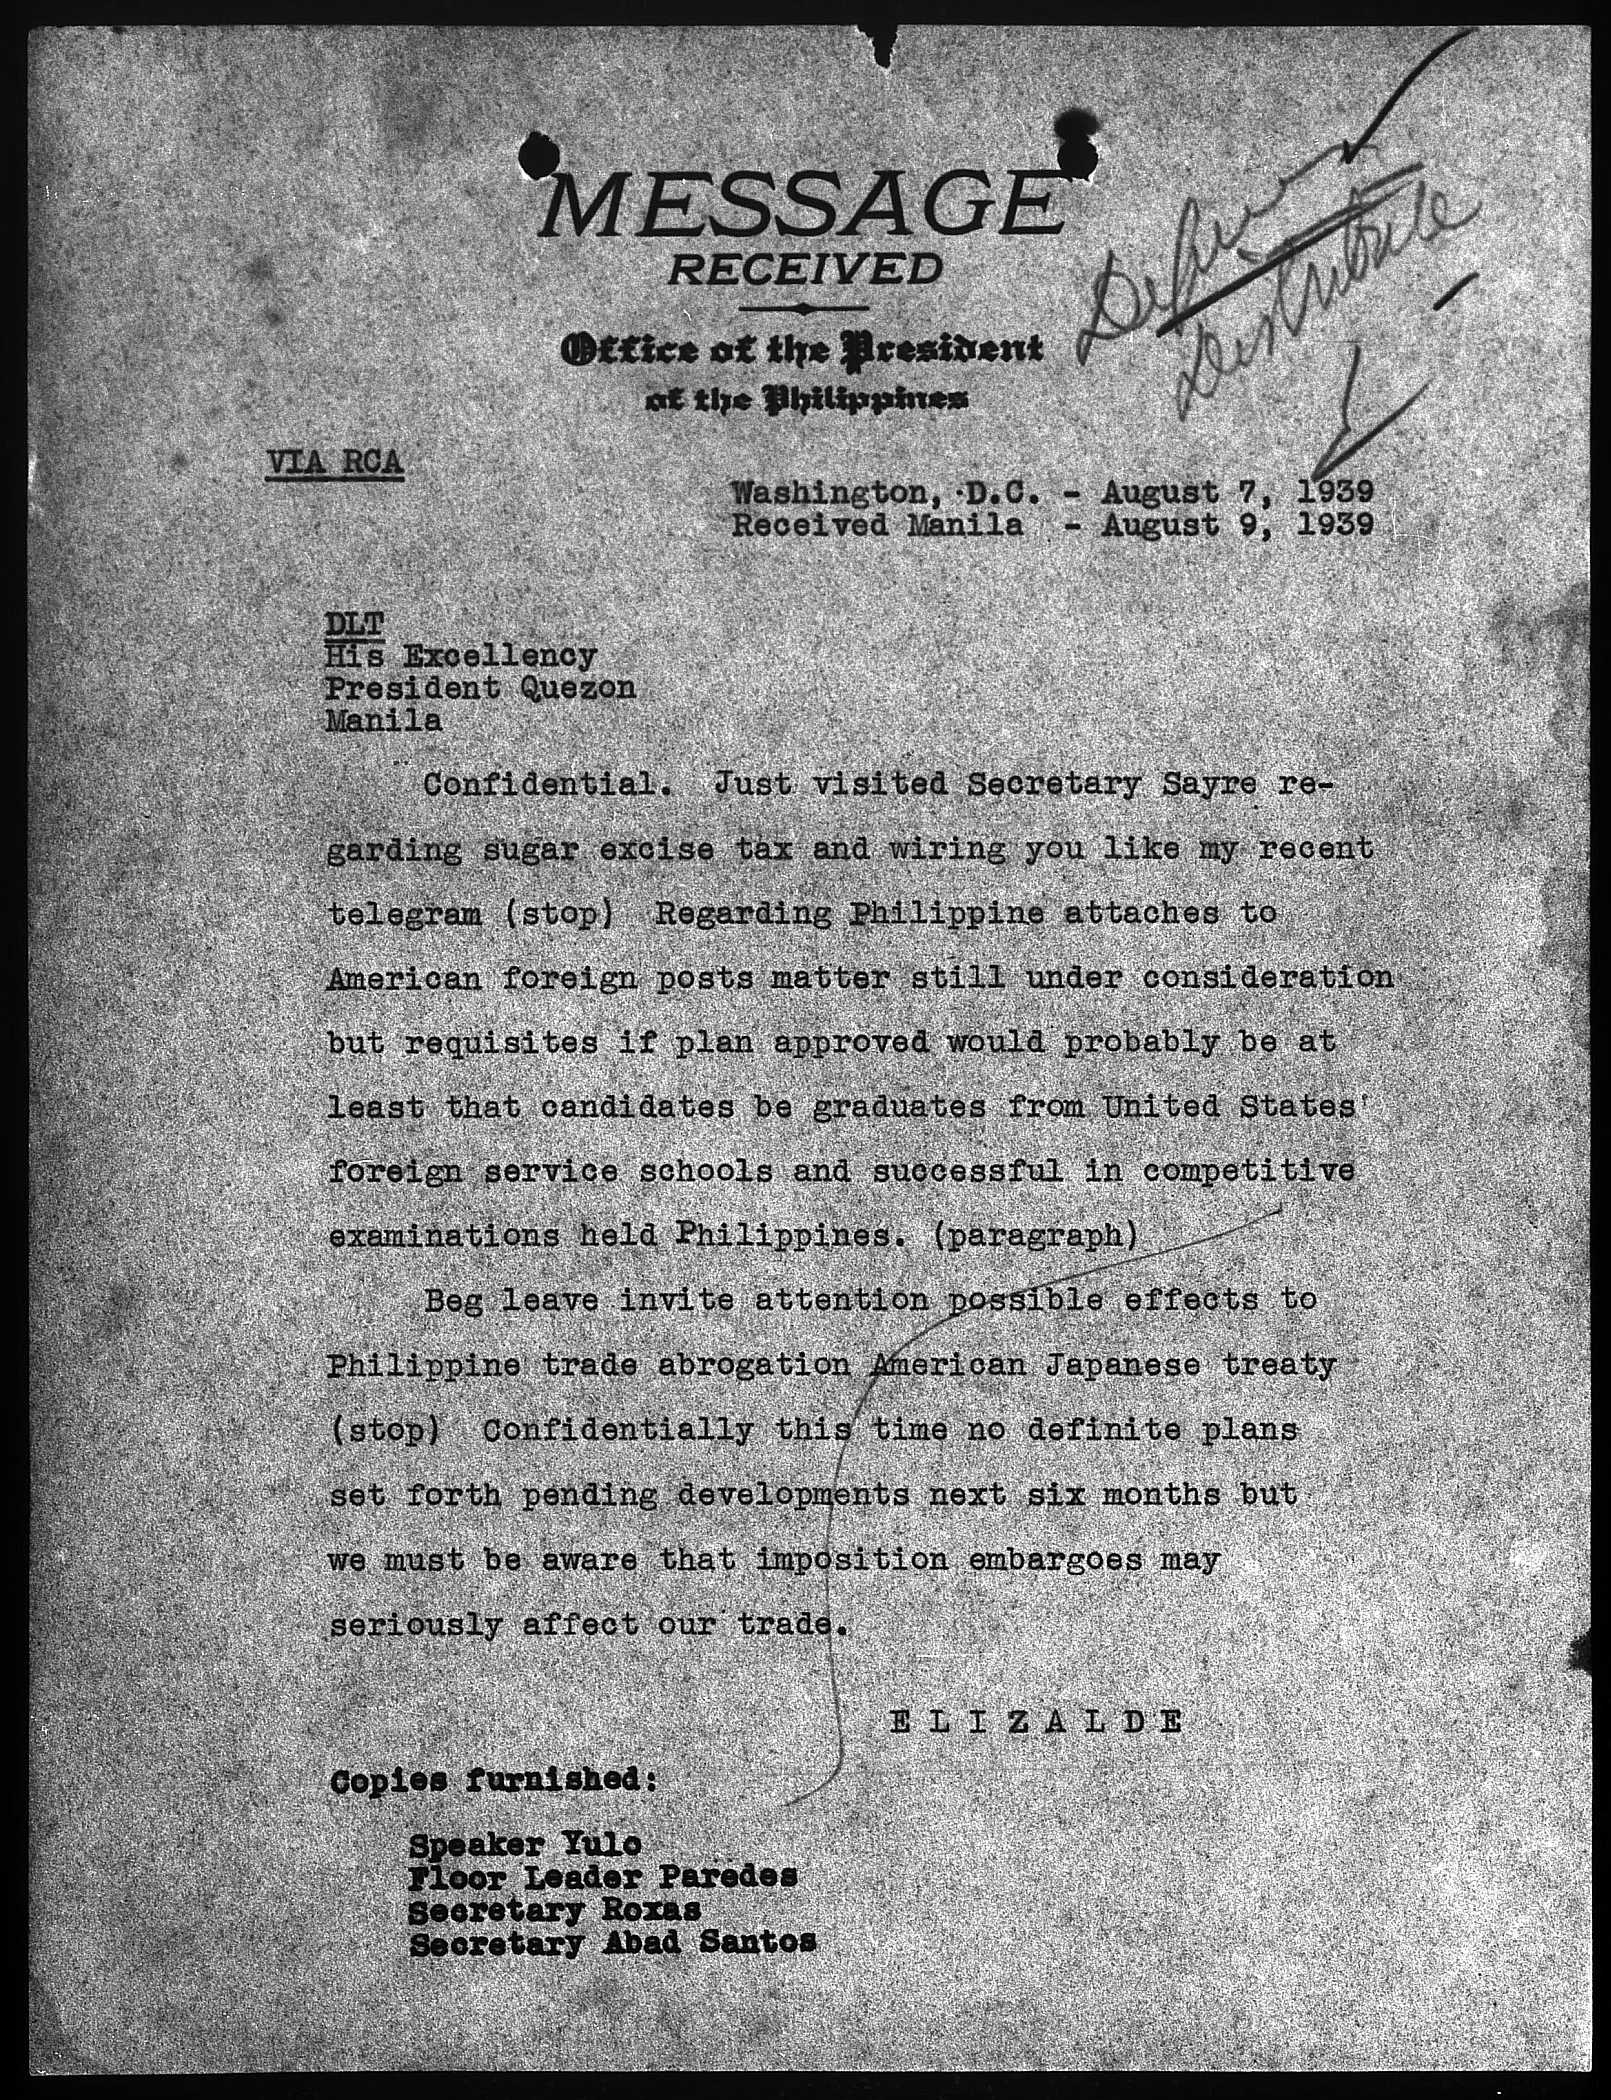 MESSAGE
RECEIVED
Office of the President
of the Philippines
Distribute
VIA RCA
Washington, D.C. - August 7, 1939
Received Manila - August 9, 1939
DLT
His Excellency
President Quezon
Manila
Confidential. Just visited Secretary Sayre re-
garding sugar excise tax and wiring you like my recent
telegram (stop) Regarding Philippine attaches to
American foreign posts matter still under consideration
but requisites if plan approved would probably be at
least that candidates be graduates from United States'
foreign service schools and successful in competitive
examinations held Philippines. (paragraph)
Beg leave invite attention possible effects to
Philippine trade abrogation American Japanese treaty
(stop) Confidentially this time no definite plans
set forth pending developments next six months but
we must be aware that imposition embargoes may
seriously affect our trade.
E L I Z A L D E
Copies furnished:
Speaker Yulo
Floor Leader Paredes
Secretary Roxas
Secretary Abad Santos